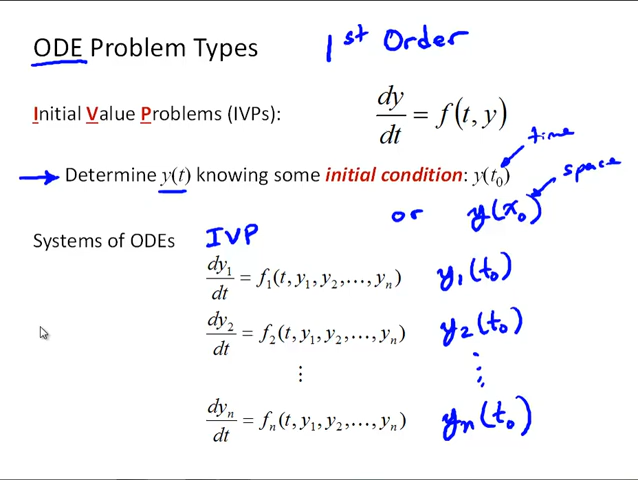 ODE Problem Types 1st Order
Initial Value Problems (IVPs): dy/dt = f(t, y)
time
Determine y(t) knowing some initial condition: y(t₀)
space
or y(x₀)
Systems of ODEs IVP
dy₁/dt = f₁(t, y₁, y₂,…, yₙ) y₁(t₀)
dy₂/dt = f₂(t, y₁, y₂,…, yₙ) y₂(t₀)
⋮ ⋮
dyₙ/dt = fₙ(t, y₁, y₂,…, yₙ) yₙ(t₀)